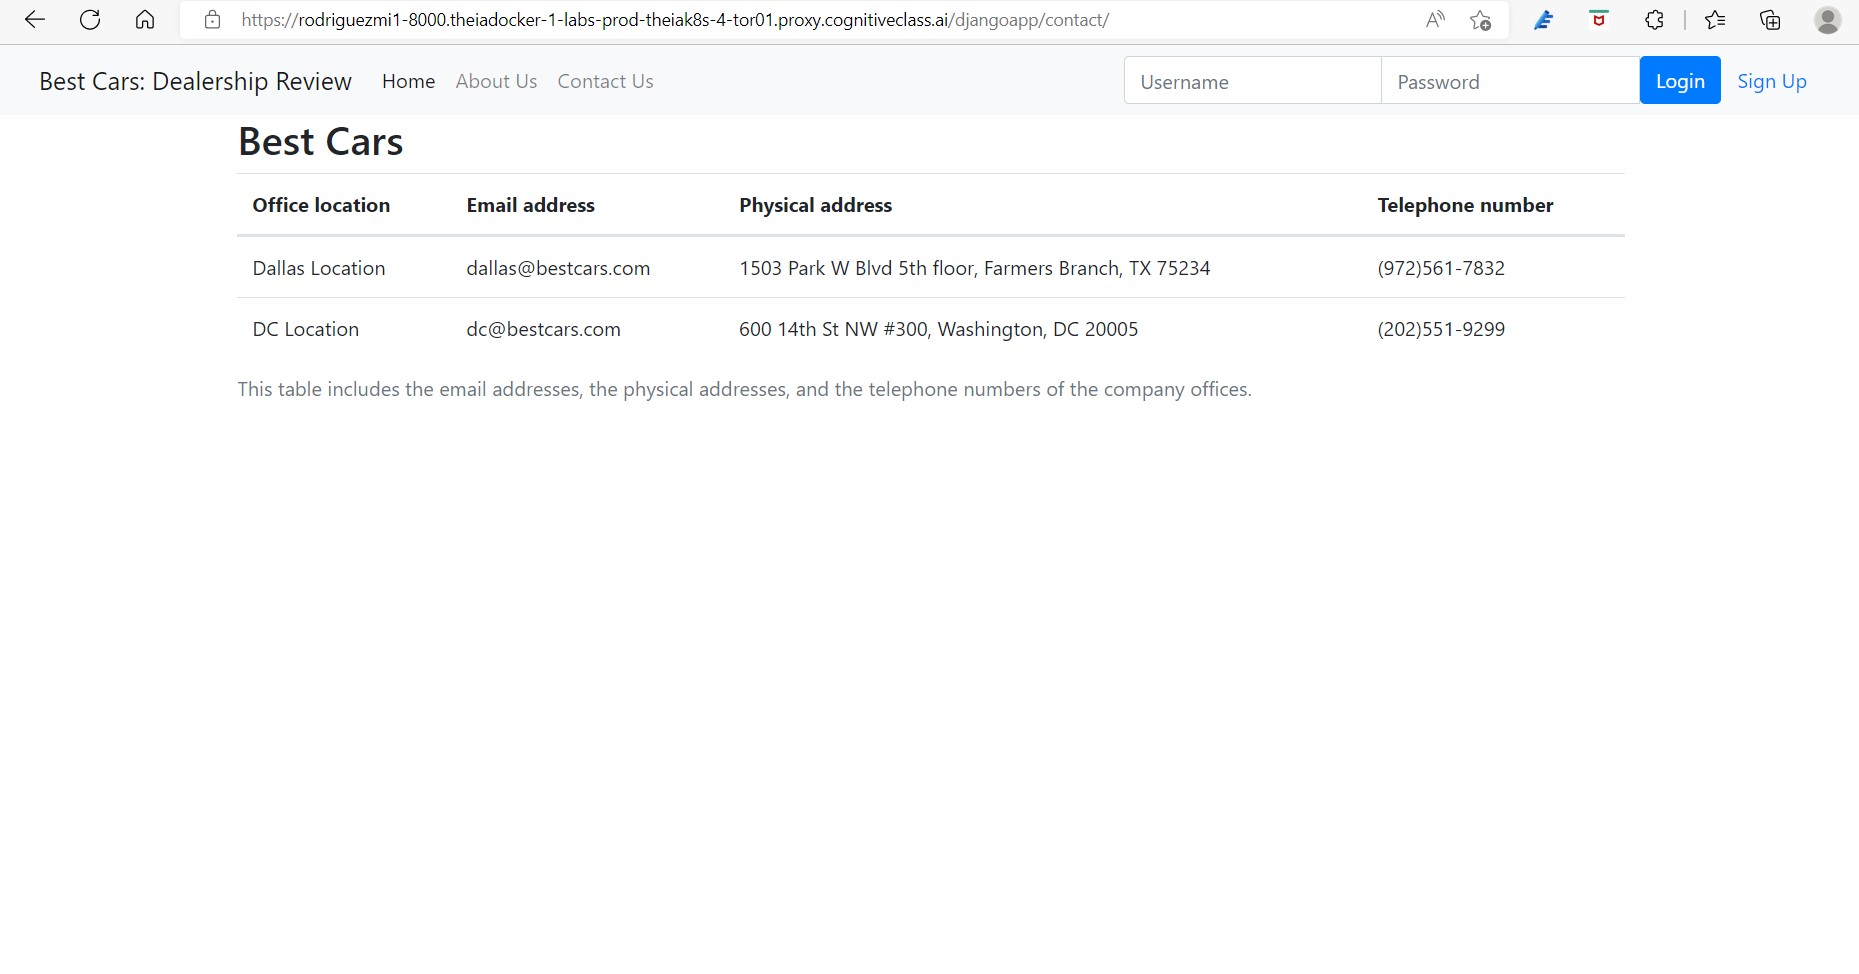 https://rodriguezmi1-8000.theiadocker-1-labs-prod-theiak8s-4-tor01.proxy.cognitiveclass.ai/djangoapp/contact/
Best Cars: Dealership Review Home About Us Contact Us Username Password Login Sign Up
Best Cars
Office location Email address Physical address Telephone number
Dallas Location dallas@bestcars.com 1503 Park W Blvd 5th floor, Farmers Branch, TX 75234 (972)561-7832
DC Location dc@bestcars.com 600 14th St NW #300, Washington, DC 20005 (202)551-9299
This table includes the email addresses, the physical addresses, and the telephone numbers of the company offices.